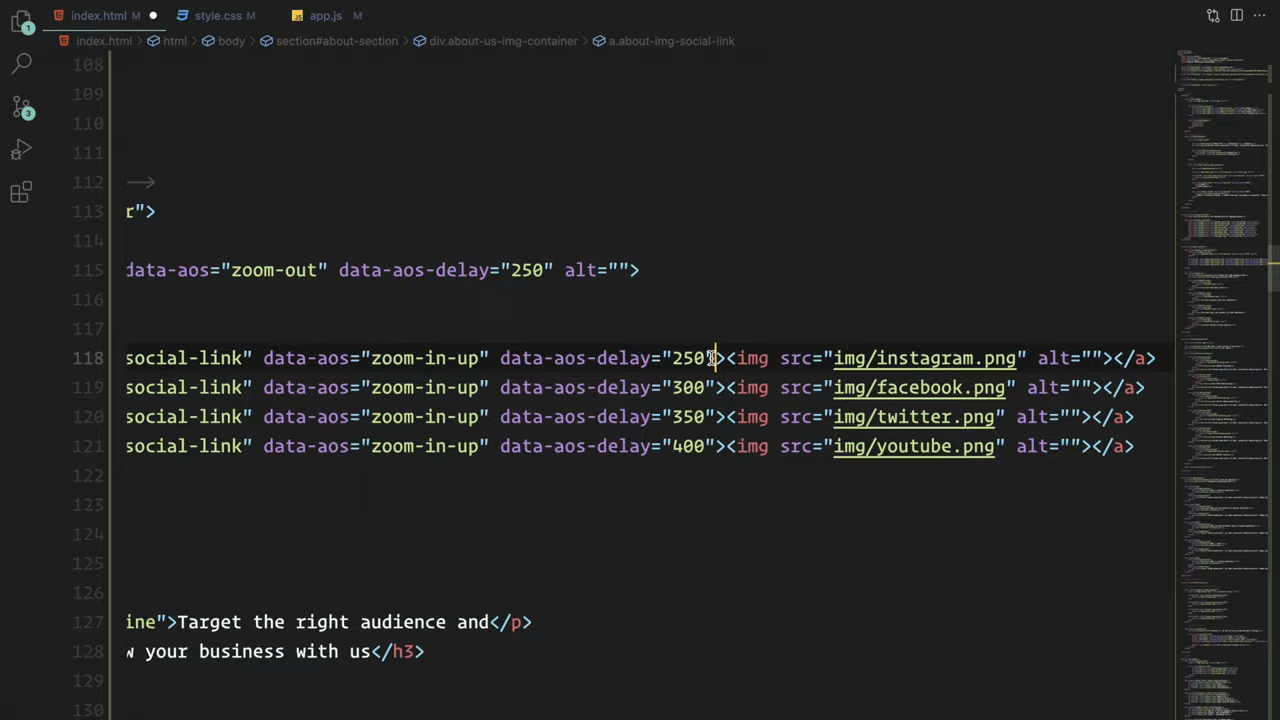 index.html M
style.css M
app.js M
index.html > html > body > section#about-section > div.about-us-img-container > a.about-img-social-link
1
3
108
109
110
111
112 -->
113 r">
114
115 data-aos="zoom-out" data-aos-delay="250" alt="">
116
117
118 social-link" data-aos="zoom-in-up" data-aos-delay="250"><img src="img/instagram.png" alt=""></a>
119 social-link" data-aos="zoom-in-up" data-aos-delay="300"><img src="img/facebook.png" alt=""></a>
120 social-link" data-aos="zoom-in-up" data-aos-delay="350"><img src="img/twitter.png" alt=""></a>
121 social-link" data-aos="zoom-in-up" data-aos-delay="400"><img src="img/youtube.png" alt=""></a>
122
123
124
125
126
127 ine">Target the right audience and</p>
128 w your business with us</h3>
129
130